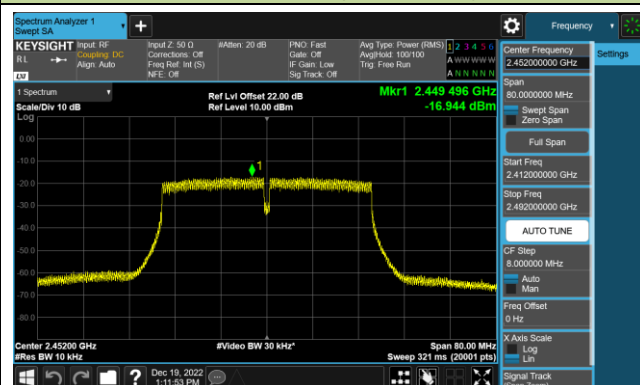 Spectrum Analyzer 1
Swept SA
Frequency
KEYSIGHT
RL
LXI
Input: RF
Coupling: DC
Align: Auto
Input Z: 50 Ω
Corrections: Off
Freq Ref: Int (S)
NFE: Off
#Atten: 20 dB
PNO: Fast
Gate: Off
IF Gain: Low
Sig Track: Off
Avg Type: Power (RMS)
Avg|Hold: 100/100
Trig: Free Run
1 2 3 4 5 6
A W W W W W
A N N N N N
1 Spectrum
Scale/Div 10 dB
Log
Ref Lvl Offset 22.00 dB
Ref Level 10.00 dBm
Mkr1 2.449 496 GHz
-16.944 dBm
1
0.00
-10.0
-20.0
-30.0
-40.0
-50.0
-60.0
-70.0
-80.0
Center 2.45200 GHz
#Res BW 10 kHz
#Video BW 30 kHz*
Span 80.00 MHz
Sweep 321 ms (20001 pts)
Dec 19, 2022
1:11:53 PM
Center Frequency
2.452000000 GHz
Settings
Span
80.0000000 MHz
Swept Span
Zero Span
Full Span
Start Freq
2.412000000 GHz
Stop Freq
2.492000000 GHz
AUTO TUNE
CF Step
8.000000 MHz
Auto
Man
Freq Offset
0 Hz
X Axis Scale
Log
Lin
Signal Track
(Span Zoom)